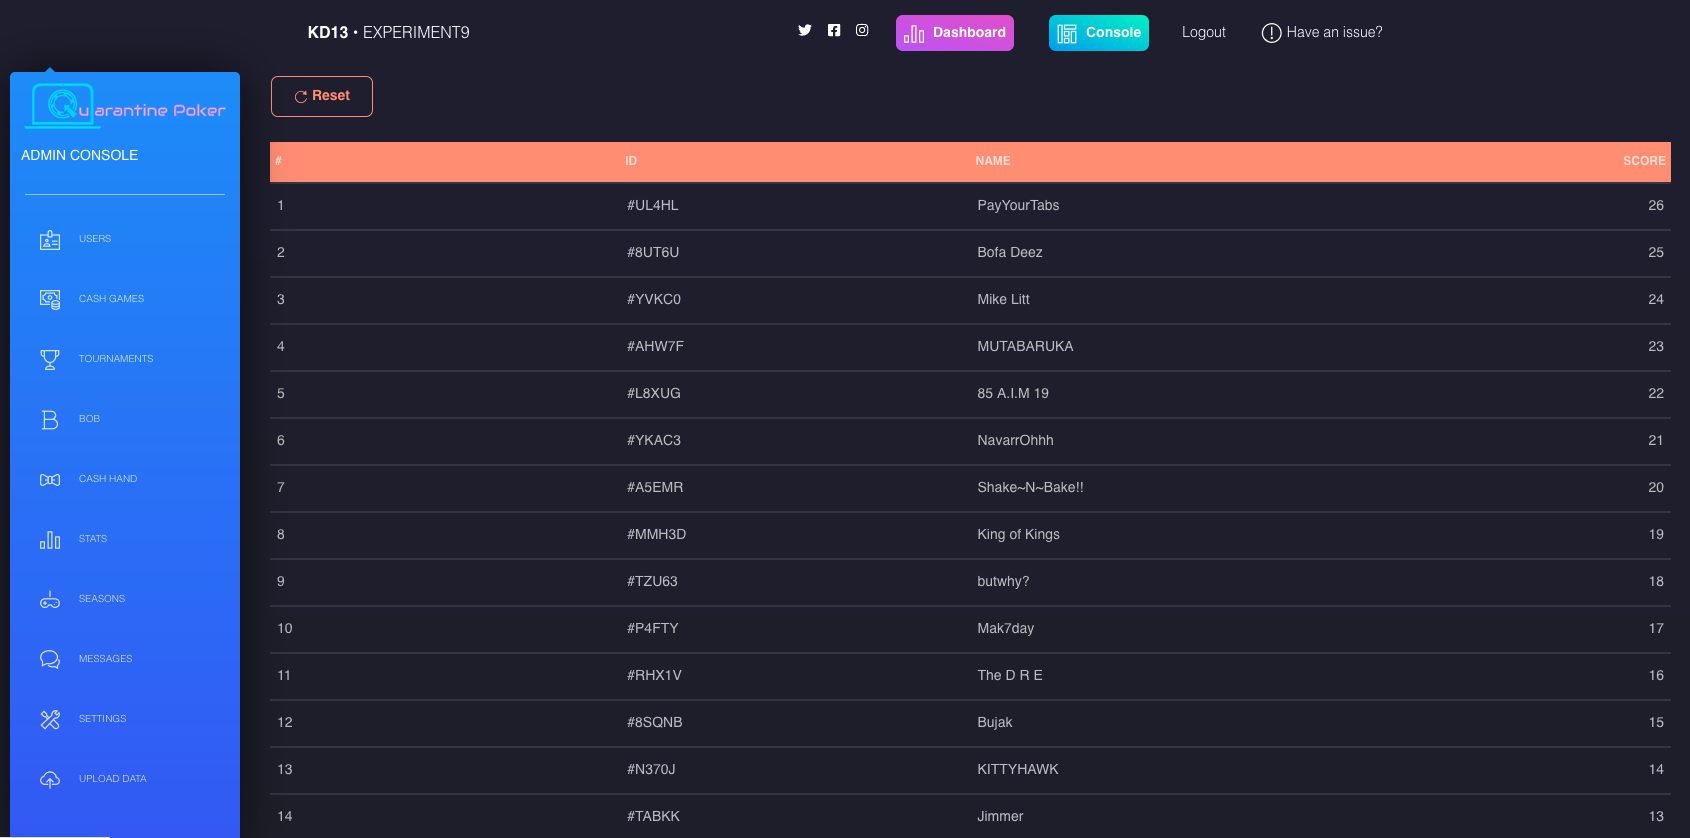 KD13 • EXPERIMENT9
Dashboard
Console
Logout
Have an issue?
Quarantine Poker
ADMIN CONSOLE
USERS
CASH GAMES
TOURNAMENTS
BOB
CASH HAND
STATS
SEASONS
MESSAGES
SETTINGS
UPLOAD DATA
Reset
# ID NAME SCORE
1 #UL4HL PayYourTabs 26
2 #8UT6U Bofa Deez 25
3 #YVKC0 Mike Litt 24
4 #AHW7F MUTABARUKA 23
5 #L8XUG 85 A.I.M 19 22
6 #YKAC3 NavarrOhhh 21
7 #A5EMR Shake~N~Bake!! 20
8 #MMH3D King of Kings 19
9 #TZU63 butwhy? 18
10 #P4FTY Mak7day 17
11 #RHX1V The D R E 16
12 #8SQNB Bujak 15
13 #N370J KITTYHAWK 14
14 #TABKK Jimmer 13